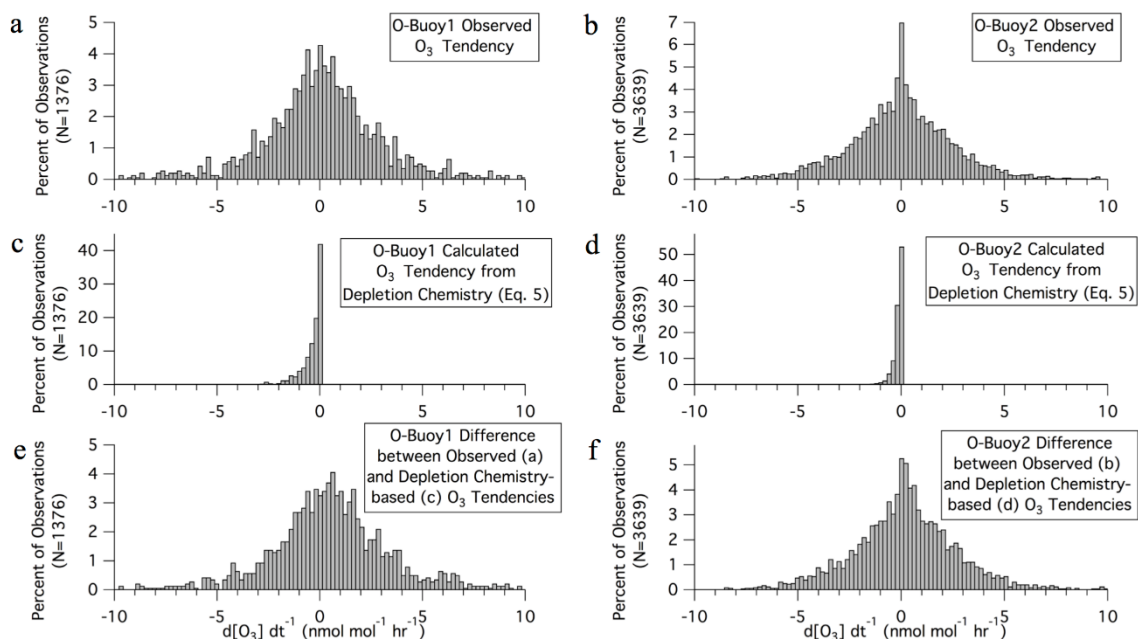 a
O-Buoy1 Observed
O₃ Tendency
Percent of Observations
(N=1376)
5
4
3
2
1
0
-10
-5
0
5
10
b
O-Buoy2 Observed
O₃ Tendency
Percent of Observations
(N=3639)
7
6
5
4
3
2
1
0
-10
-5
0
5
10
c
O-Buoy1 Calculated
O₃ Tendency from
Depletion Chemistry (Eq. 5)
Percent of Observations
(N=1376)
40
30
20
10
0
-10
-5
0
5
10
d
O-Buoy2 Calculated
O₃ Tendency from
Depletion Chemistry (Eq. 5)
Percent of Observations
(N=3639)
50
40
30
20
10
0
-10
-5
0
5
10
e
O-Buoy1 Difference
between Observed (a)
and Depletion Chemistry-
based (c) O₃ Tendencies
Percent of Observations
(N=1376)
5
4
3
2
1
0
-10
-5
0
5
10
d[O₃] dt⁻¹ (nmol mol⁻¹ hr⁻¹)
f
O-Buoy2 Difference
between Observed (b)
and Depletion Chemistry-
based (d) O₃ Tendencies
Percent of Observations
(N=3639)
5
4
3
2
1
0
-10
-5
0
5
10
d[O₃] dt⁻¹ (nmol mol⁻¹ hr⁻¹)